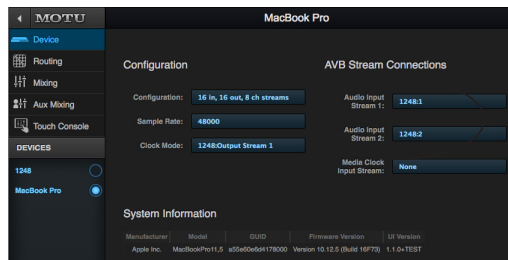 MOTU
MacBook Pro
Device
Routing
Mixing
Aux Mixing
Touch Console
DEVICES
1248
MacBook Pro
Configuration
Configuration: 16 in, 16 out, 8 ch streams
Sample Rate: 48000
Clock Mode: 1248:Output Stream 1
AVB Stream Connections
Audio Input
Stream 1: 1248:1
Audio Input
Stream 2: 1248:2
Media Clock
Input Stream: None
System Information
Manufacturer Model GUID Firmware Version UI Version
Apple Inc. MacBookPro11,5 a55e60e6d4178000 Version 10.12.5 (Build 16F73) 1.1.0+TEST